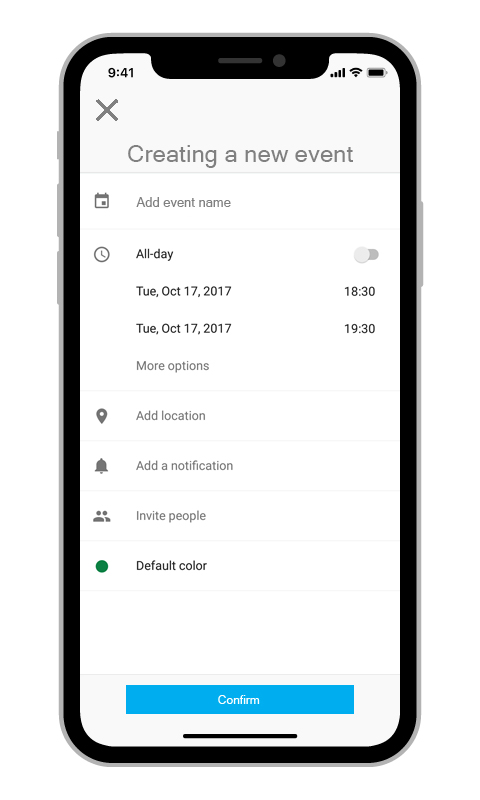 9:41
Creating a new event
Add event name
All-day
Tue, Oct 17, 2017 18:30
Tue, Oct 17, 2017 19:30
More options
Add location
Add a notification
Invite people
Default color
Confirm